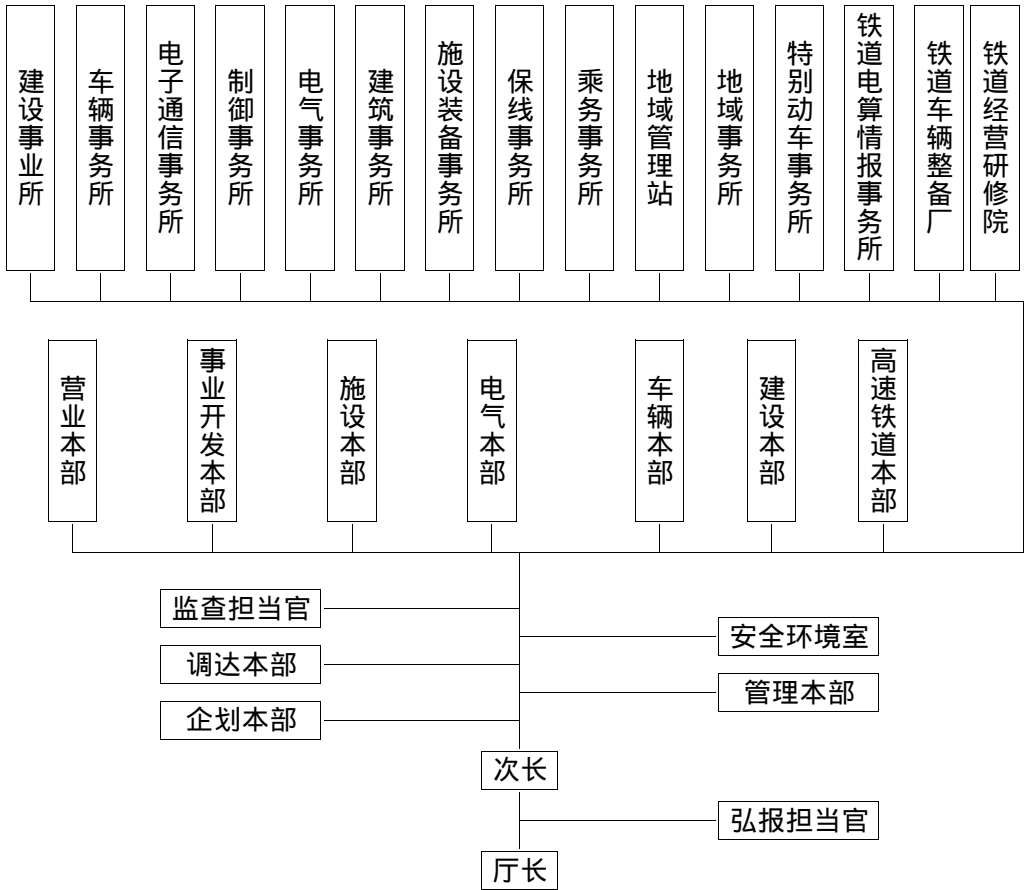 建设事业所
车辆事务所
电子通信事务所
制御事务所
电气事务所
建筑事务所
施设装备事务所
保线事务所
乘务事务所
地域管理站
地域事务所
特别动车事务所
铁道电算情报事务所
铁道车辆整备厂
铁道经营研修院
营业本部
事业开发本部
施设本部
电气本部
车辆本部
建设本部
高速铁道本部
监查担当官
安全环境室
调达本部
管理本部
企划本部
次长
弘报担当官
厅长